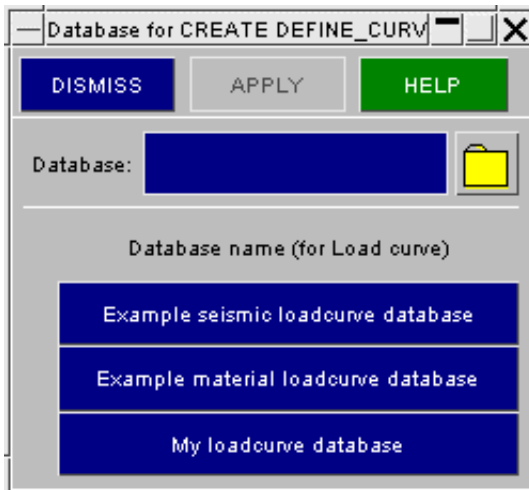 Database for CREATE DEFINE_CURV
DISMISS APPLY HELP
Database:
Database name (for Load curve)
Example seismic loadcurve database
Example material loadcurve database
My loadcurve database